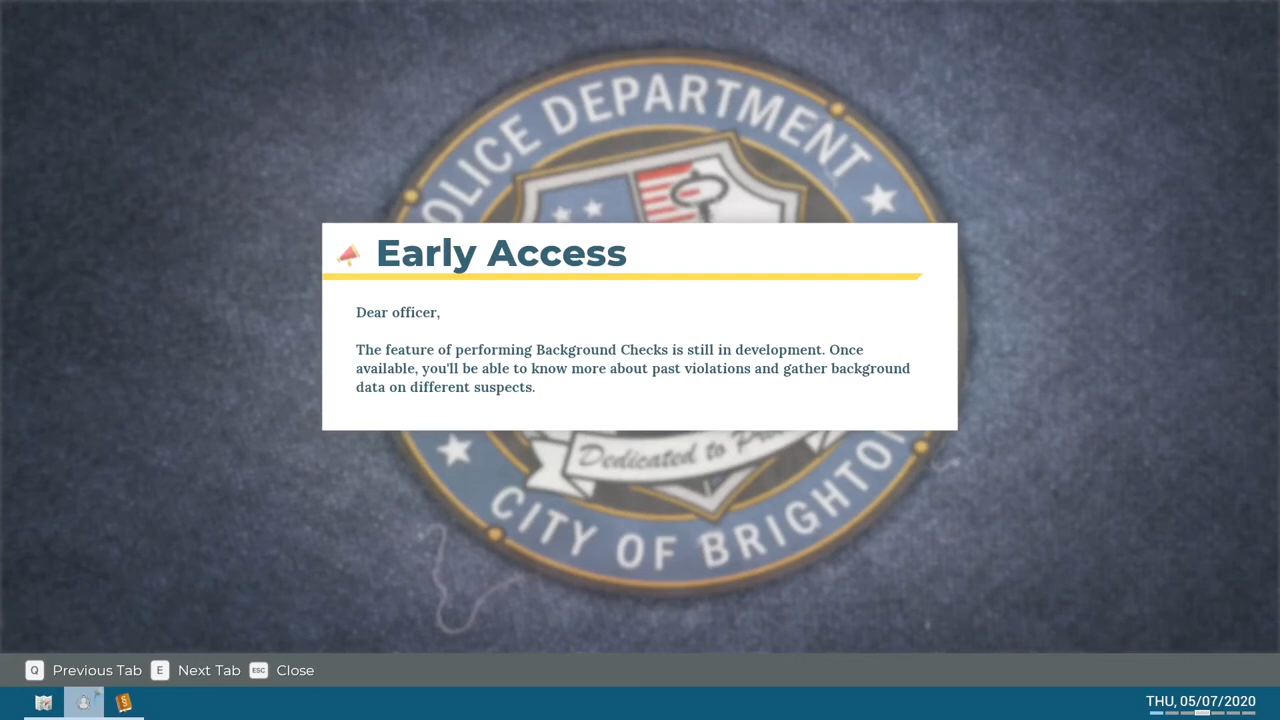 POLICE DEPARTMENT
Early Access
Dear officer,
The feature of performing Background Checks is still in development. Once
available, you'll be able to know more about past violations and gather background
data on different suspects.
Dedicated to
CITY OF BRIGHTON
Q Previous Tab E Next Tab ESC Close
THU, 05/07/2020